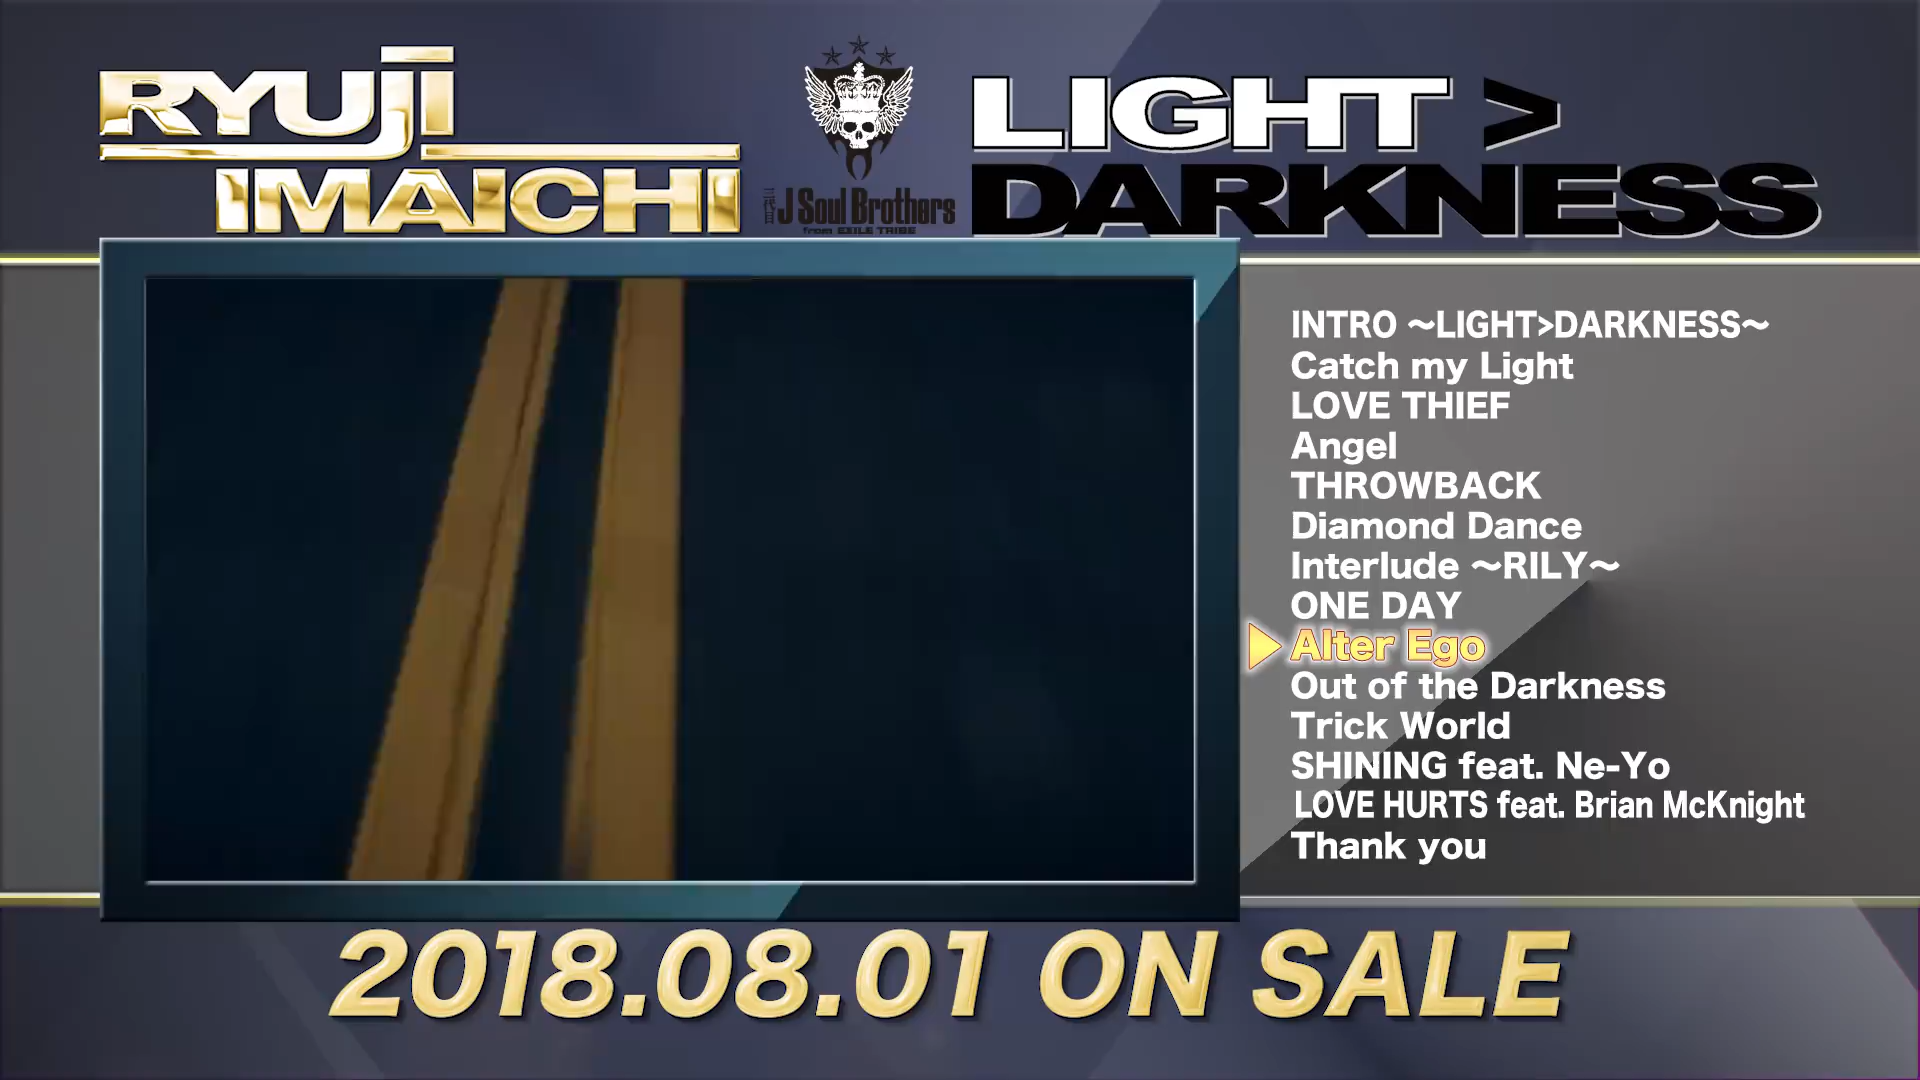 RYUJI
IMAICHI
三代目 J Soul Brothers
from EXILE TRIBE
LIGHT >
DARKNESS
INTRO ～LIGHT>DARKNESS～
Catch my Light
LOVE THIEF
Angel
THROWBACK
Diamond Dance
Interlude ～RILY～
ONE DAY
Alter Ego
Out of the Darkness
Trick World
SHINING feat. Ne-Yo
LOVE HURTS feat. Brian McKnight
Thank you
2018.08.01 ON SALE